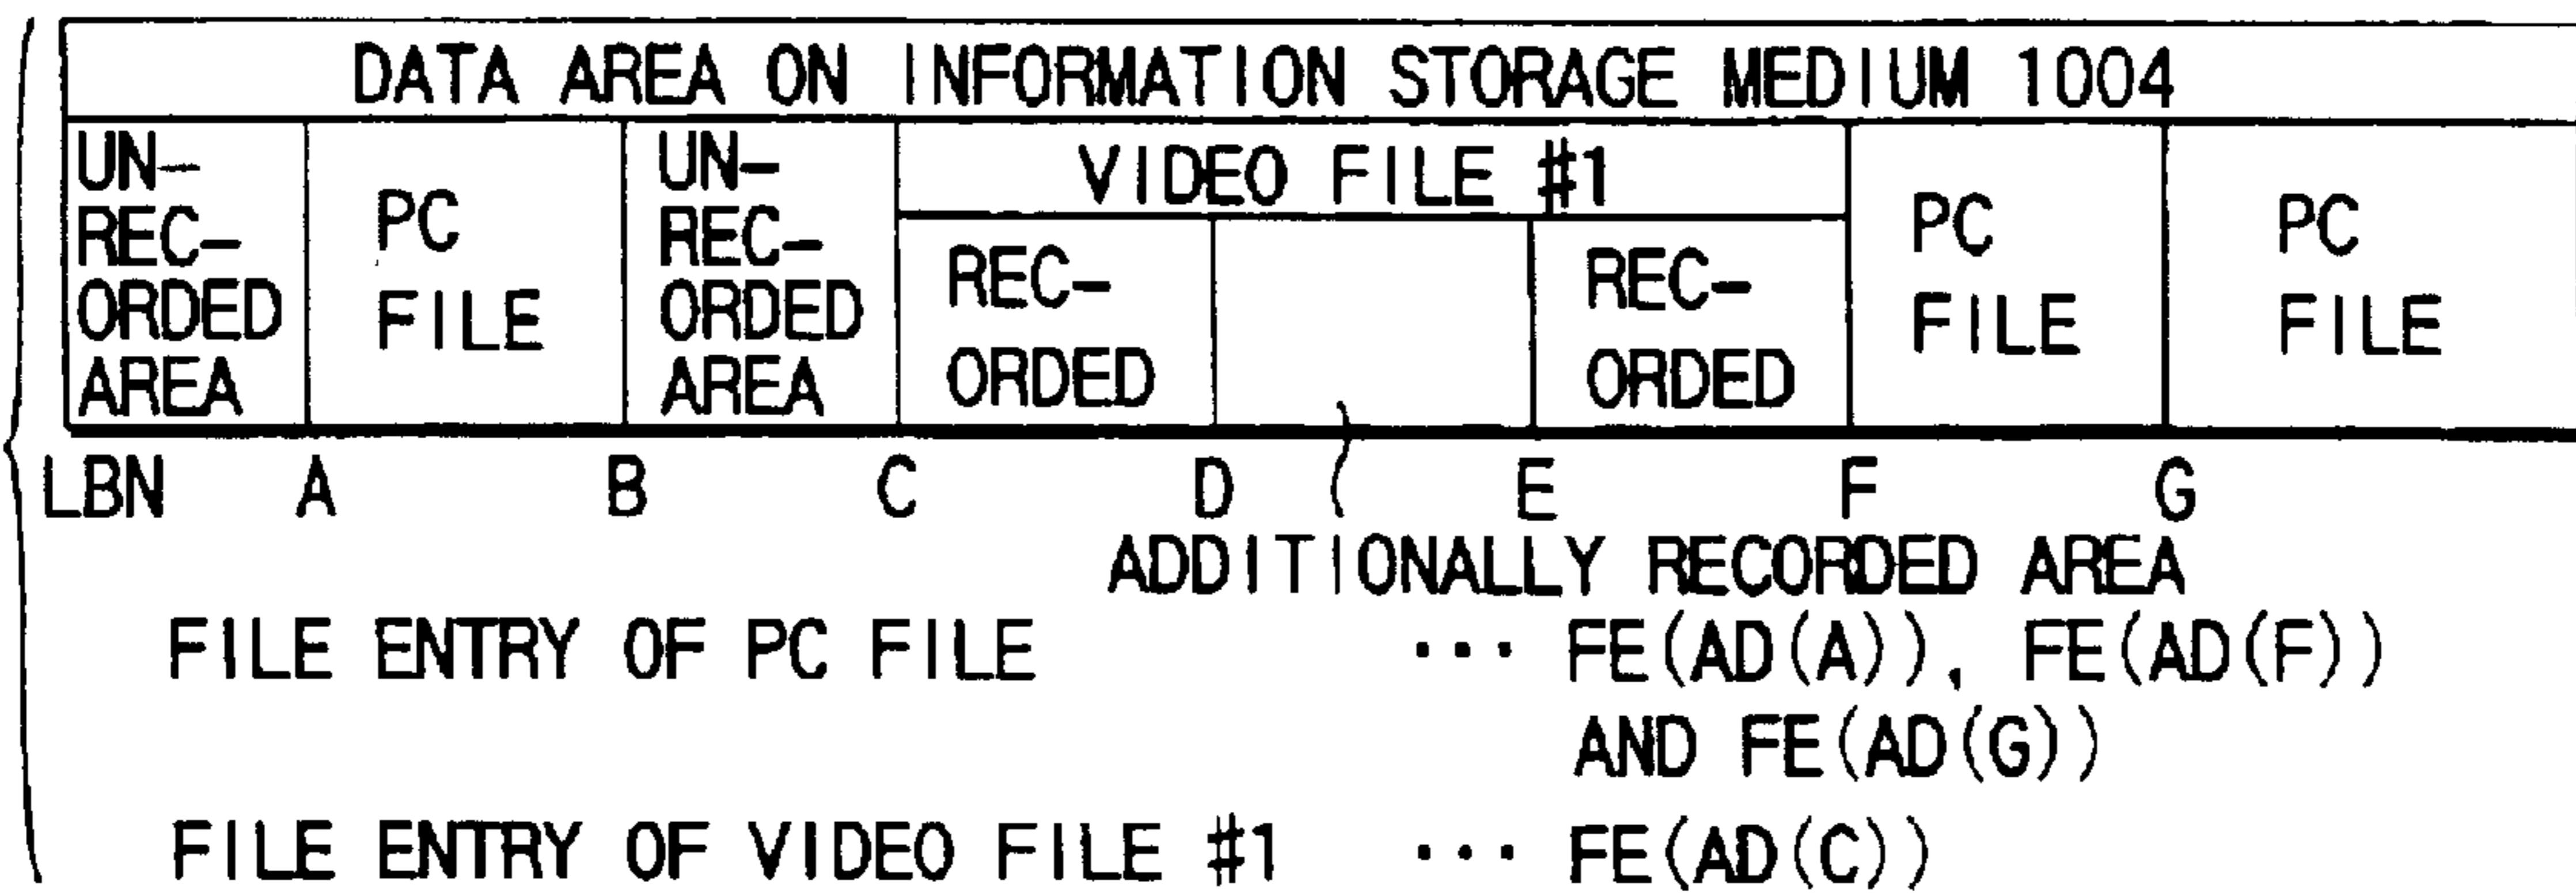 DATA AREA ON INFORMATION STORAGE MEDIUM 1004
UN-
REC-
ORDED
AREA
PC
FILE
UN-
REC-
ORDED
AREA
VIDEO FILE #1
REC-
ORDED
REC-
ORDED
PC
FILE
PC
FILE
LBN A B C D E F G
ADDITIONALLY RECORDED AREA
FILE ENTRY OF PC FILE ··· FE(AD(A)), FE(AD(F))
AND FE(AD(G))
FILE ENTRY OF VIDEO FILE #1 ··· FE(AD(C))